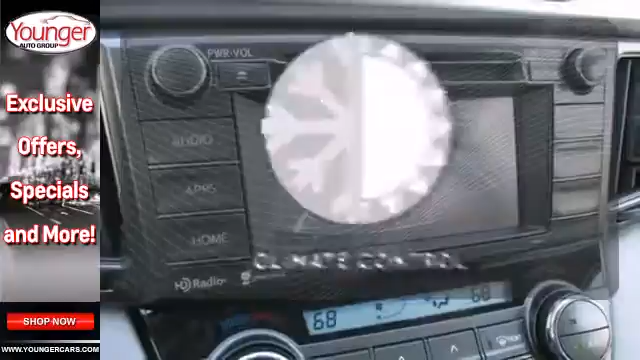 Younger
AUTO GROUP
Exclusive
Offers,
Specials
and More!
SHOP NOW
WWW.YOUNGERCARS.COM
PWR·VOL
AUDIO
APPS
HOME
HD Radio
CLIMATE CONTROL
68
68